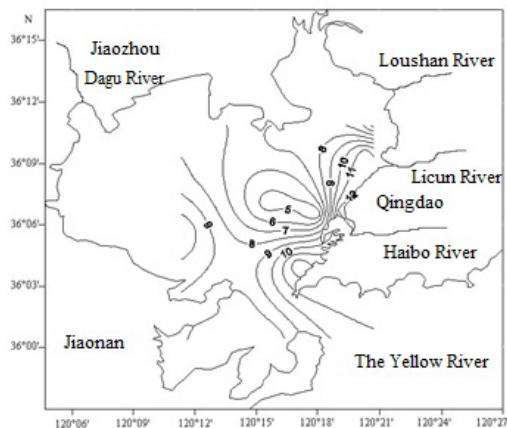 N
36°15'
Jiaozhou
Dagu River
Loushan River
36°12'
8
10
9
11
36°09'
Licun River
12
Qingdao
5
6
36°06'
7
6
8
Haibo River
9
10
36°03'
Jiaonan
36°00'
The Yellow River
120°06' 120°09' 120°12' 120°15' 120°18' 120°21' 120°24' 120°27'